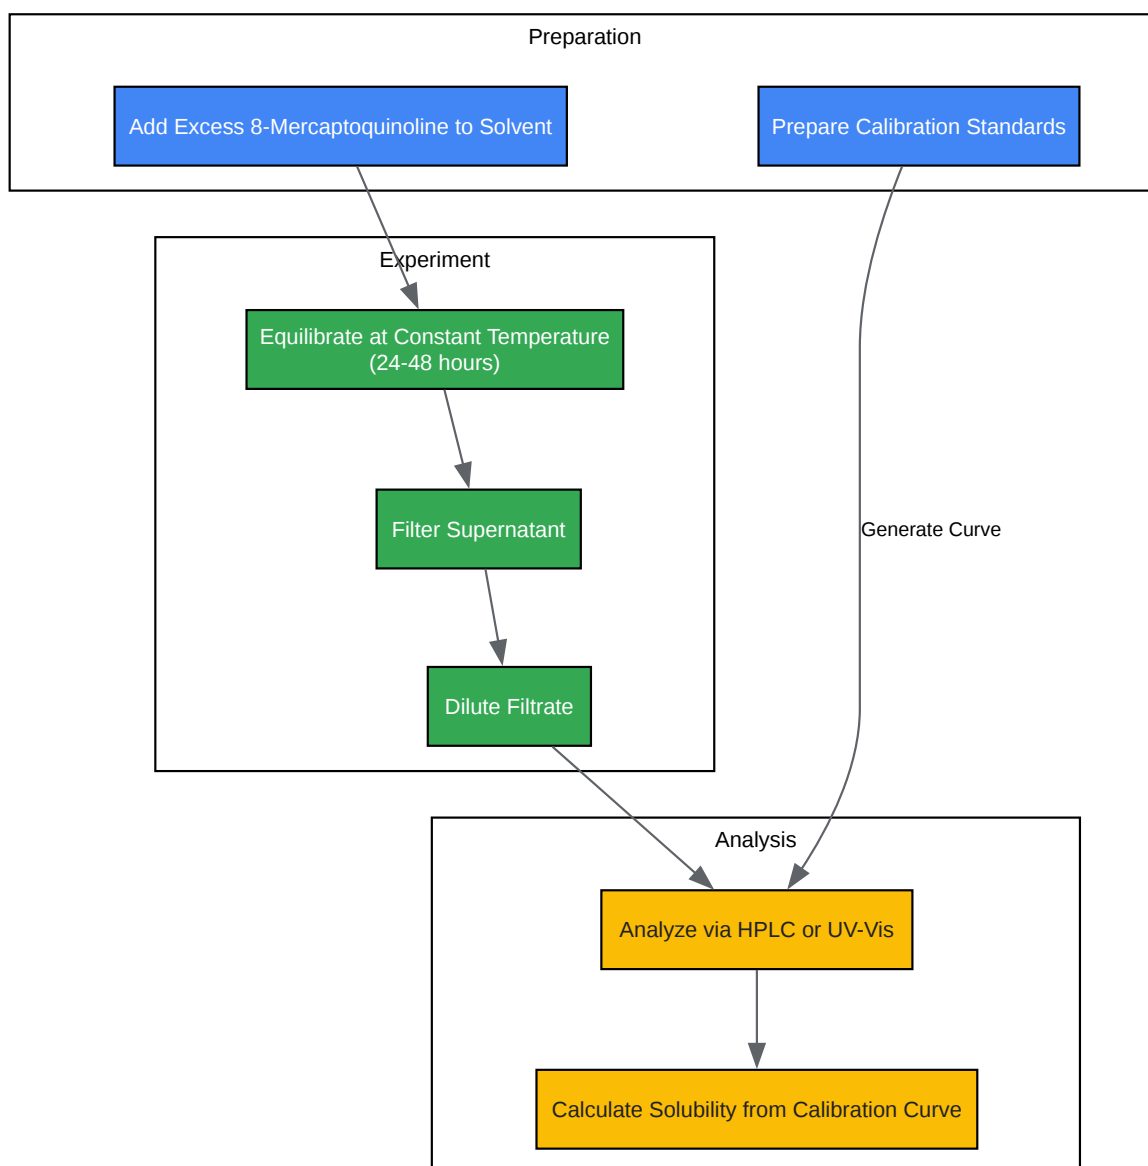 Preparation
Add Excess 8-Mercaptoquinoline to Solvent
Prepare Calibration Standards
Experiment
Equilibrate at Constant Temperature
(24-48 hours)
Filter Supernatant
Generate Curve
Dilute Filtrate
Analysis
Analyze via HPLC or UV-Vis
Calculate Solubility from Calibration Curve